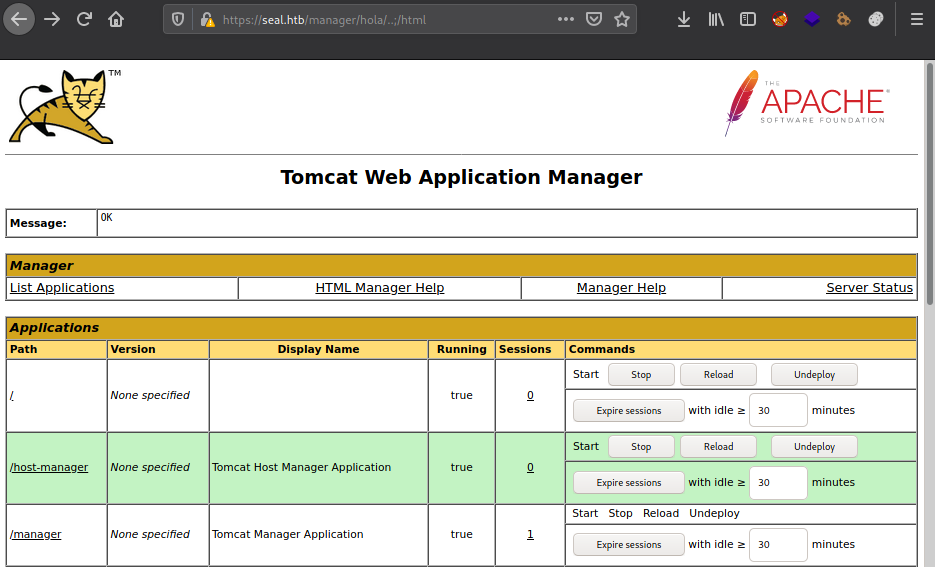 https://seal.htb/manager/hola/..;/html
TM
THE
APACHE®
SOFTWARE FOUNDATION
Tomcat Web Application Manager
Message: OK
Manager
List Applications HTML Manager Help Manager Help Server Status
Applications
Path Version Display Name Running Sessions Commands
/ None specified true 0 Start Stop Reload Undeploy
Expire sessions with idle ≥ 30 minutes
/host-manager None specified Tomcat Host Manager Application true 0 Start Stop Reload Undeploy
Expire sessions with idle ≥ 30 minutes
/manager None specified Tomcat Manager Application true 1 Start Stop Reload Undeploy
Expire sessions with idle ≥ 30 minutes